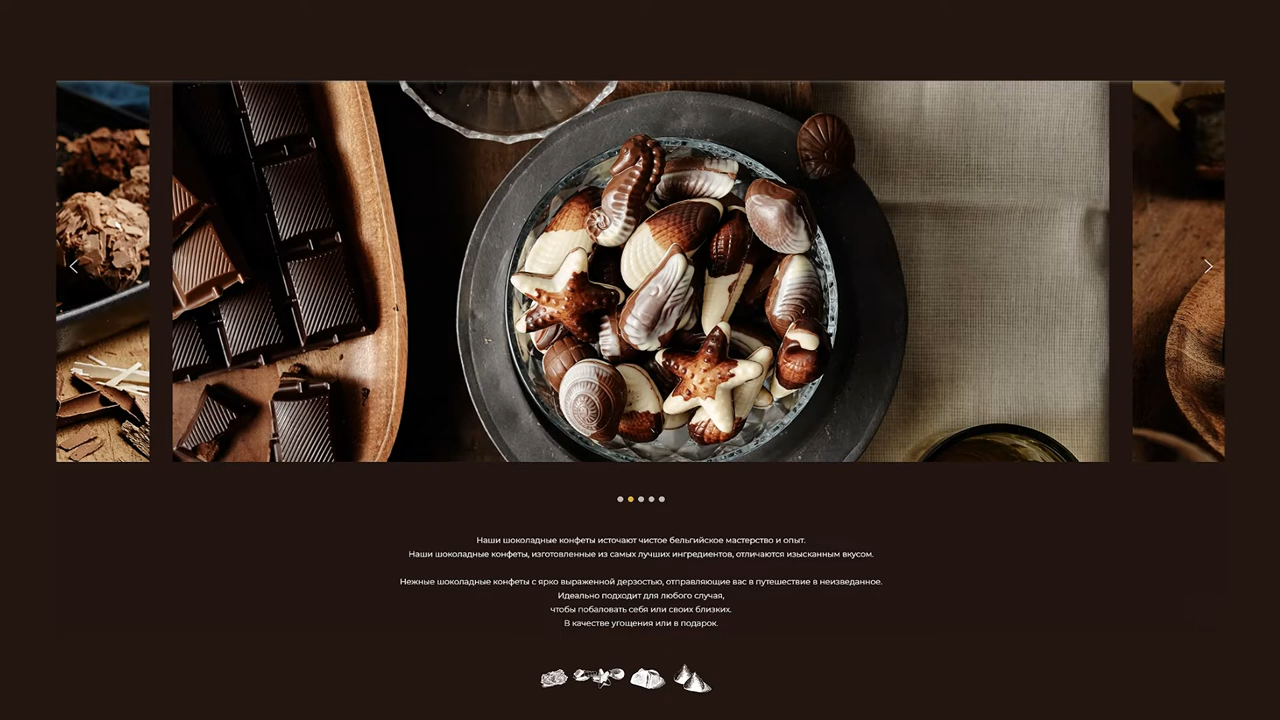 Наши шоколадные конфеты источают чистое бельгийское мастерство и опыт.
Наши шоколадные конфеты, изготовленные из самых лучших ингредиентов, отличаются изысканным вкусом.
Нежные шоколадные конфеты с ярко выраженной дерзостью, отправляющие вас в путешествие в неизведанное.
Идеально подходит для любого случая,
чтобы побаловать себя или своих близких.
В качестве угощения или в подарок.